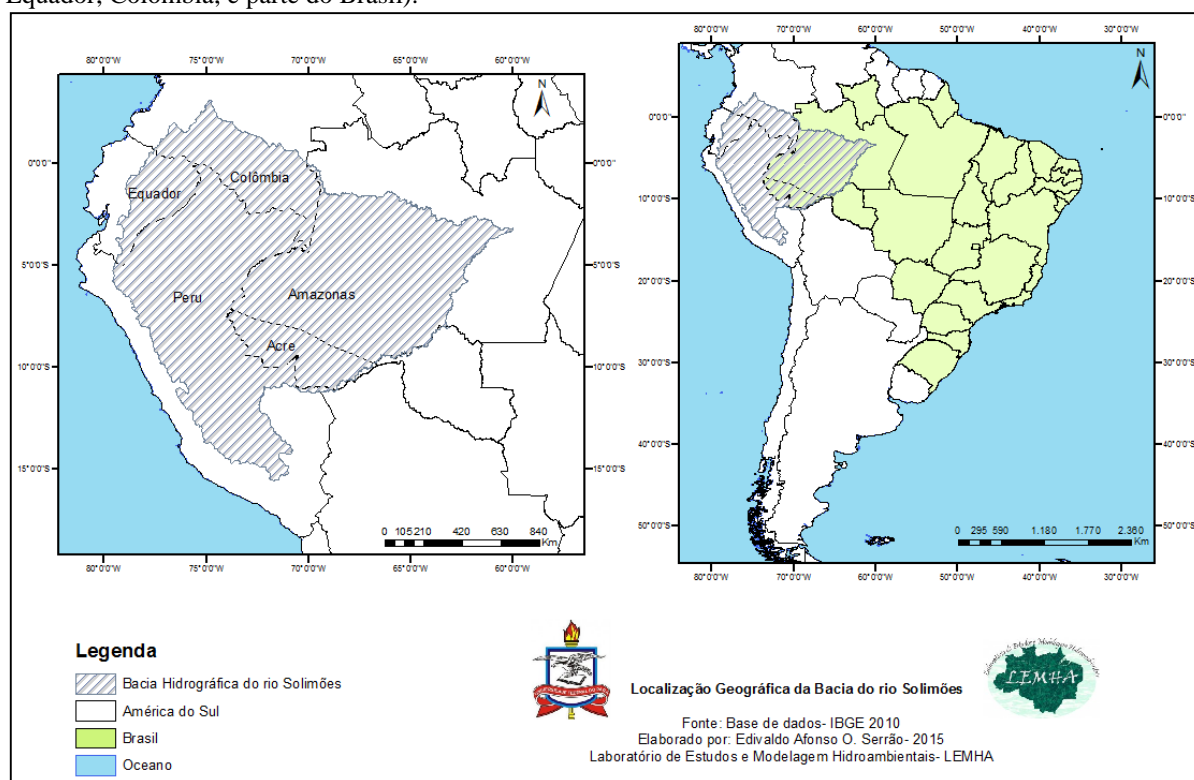 Equador, Colômbia, e parte do Brasil).
80°0'0"W 75°0'0"W 70°0'0"W 65°0'0"W 60°0'0"W
N
0°0'0"
5°0'0"S
10°0'0"S
15°0'0"S
Equador
Colômbia
Peru
Amazonas
Acre
0°0'0"
5°0'0"S
10°0'0"S
15°0'0"S
0 105 210 420 630 840
Km
80°0'0"W 75°0'0"W 70°0'0"W 65°0'0"W 60°0'0"W
80°0'0"W 70°0'0"W 60°0'0"W 50°0'0"W 40°0'0"W 30°0'0"W
N
0°0'0"
10°0'0"S
20°0'0"S
30°0'0"S
40°0'0"S
50°0'0"S
0°0'0"
10°0'0"S
20°0'0"S
30°0'0"S
40°0'0"S
50°0'0"S
0 295 590 1.180 1.770 2.360
Km
80°0'0"W 70°0'0"W 60°0'0"W 50°0'0"W 40°0'0"W 30°0'0"W
Legenda
Bacia Hidrográfica do rio Solimões
América do Sul
Brasil
Oceano
LEMHA
Localização Geográfica da Bacia do rio Solimões
Fonte: Base de dados- IBGE 2010
Elaborado por: Edivaldo Afonso O. Serrão- 2015
Laboratório de Estudos e Modelagem Hidroambientais- LEMHA